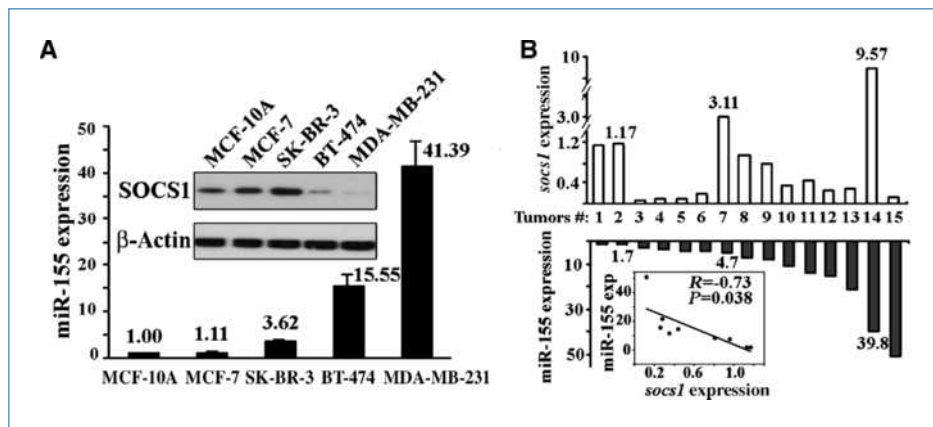 A
miR-155 expression
50
40
30
20
10
0
MCF-10A
MCF-7
SK-BR-3
BT-474
MDA-MB-231
SOCS1
β-Actin
1.00
1.11
3.62
15.55
41.39
MCF-10A MCF-7 SK-BR-3 BT-474 MDA-MB-231
B
socs1 expression
10
3.0
1.2
0.4
1.17
3.11
9.57
Tumors #: 1 2 3 4 5 6 7 8 9 10 11 12 13 14 15
miR-155 expression
10
30
50
1.7
4.7
39.8
miR-155 exp
40
20
0
R=-0.73
P=0.038
0.2 0.6 1.0
socs1 expression